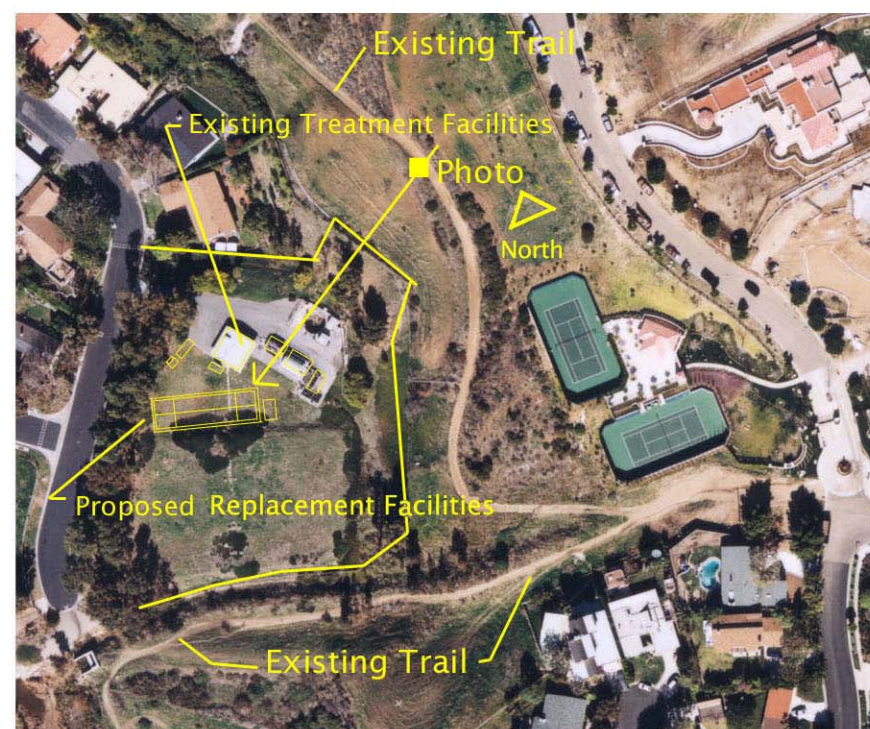 Existing Trail
Existing Treatment Facilities
Photo
North
Proposed Replacement Facilities
Existing Trail